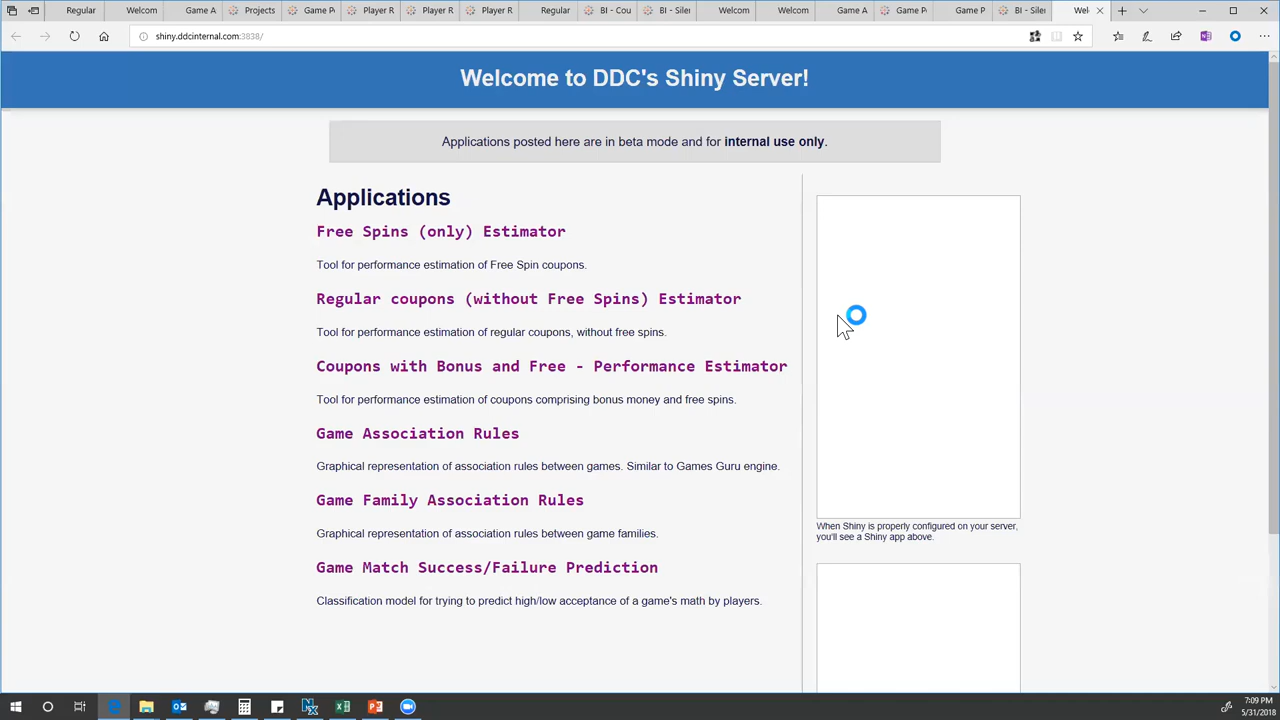 Regular
Welcom
Game A
Projects
Game P
Player R
Player R
Player R
Regular
BI - Cou
BI - Sile
Welcom
Welcom
Game A
Game P
Game P
BI - Sile
Wel
shiny.ddcinternal.com:3838/
Welcome to DDC's Shiny Server!
Applications posted here are in beta mode and for internal use only.
Applications
Free Spins (only) Estimator
Tool for performance estimation of Free Spin coupons.
Regular coupons (without Free Spins) Estimator
Tool for performance estimation of regular coupons, without free spins.
Coupons with Bonus and Free - Performance Estimator
Tool for performance estimation of coupons comprising bonus money and free spins.
Game Association Rules
Graphical representation of association rules between games. Similar to Games Guru engine.
Game Family Association Rules
Graphical representation of association rules between game families.
Game Match Success/Failure Prediction
Classification model for trying to predict high/low acceptance of a game's math by players.
When Shiny is properly configured on your server,
you'll see a Shiny app above.
7:09 PM
5/31/2018